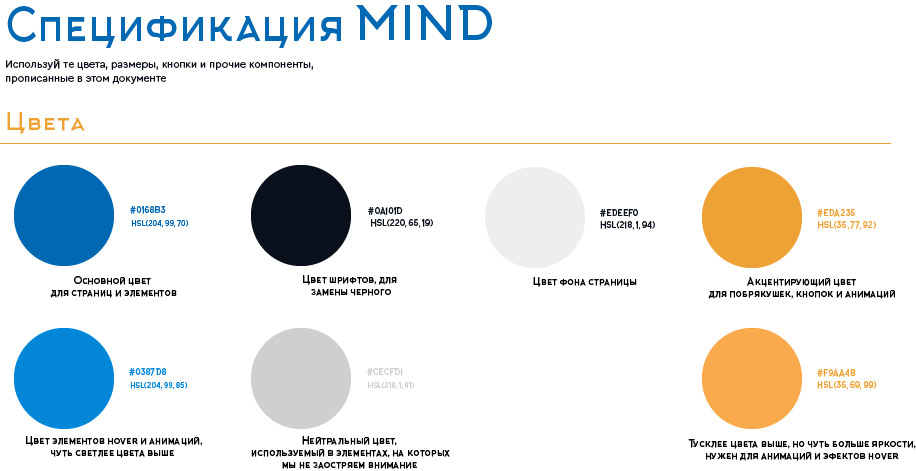 Спецификация MIND
Используй те цвета, размеры, кнопки и прочие компоненты,
прописанные в этом документе
Цвета
#0168B3
HSL(204, 99, 70)
Основной цвет
для страниц и элементов
#0A101D
HSL(220, 65, 19)
Цвет шрифтов, для
замены черного
#EDEEF0
HSL(218, 1, 94)
Цвет фона страницы
#EDA235
HSL(35, 77, 92)
Акцентирующий цвет
для побрякушек, кнопок и анимаций
#0387D8
HSL(204, 99, 85)
Цвет элементов hover и анимаций,
чуть светлее цвета выше
#CECFD1
HSL(218, 1, 81)
Нейтральный цвет,
используемый в элементах, на которых
мы не заостряем внимание
#F9AA4B
HSL(35, 69, 99)
Тусклее цвета выше, но чуть больше яркости,
нужен для анимаций и эфектов hover